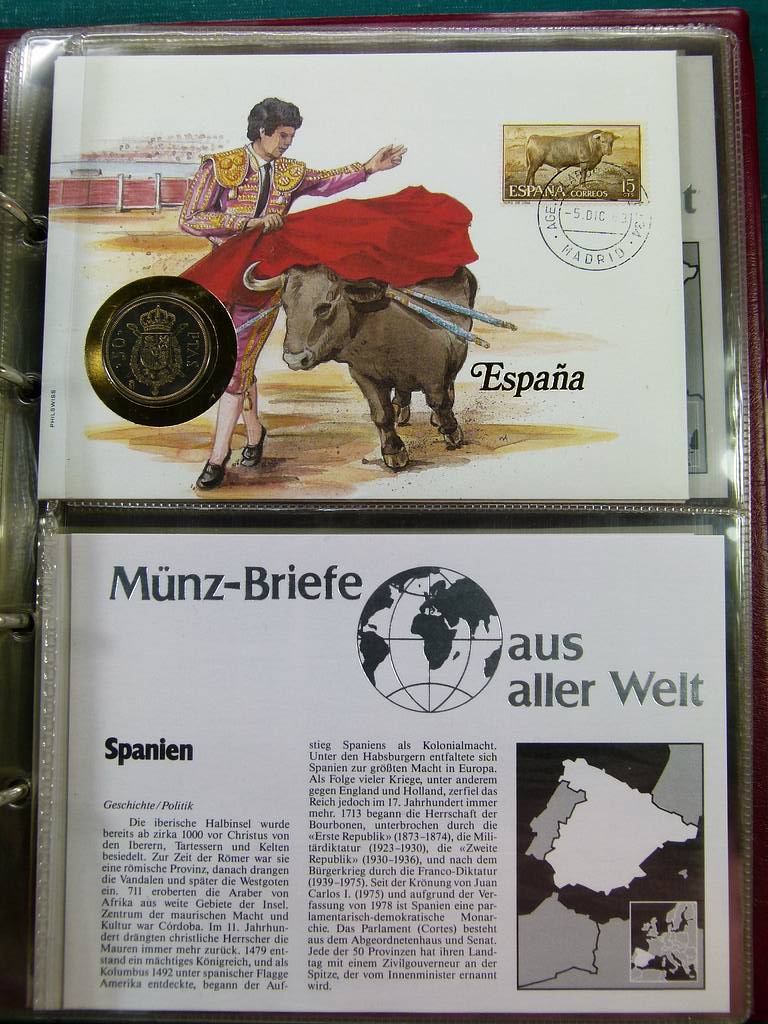 ESPAÑA CORREOS 15 CTS
-5.DIC
MADRID
50 PTAS
España
PHILSWISS
Münz-Briefe
aus
aller Welt
Spanien
Geschichte/Politik
Die iberische Halbinsel wurde
bereits ab zirka 1000 vor Christus von
den Iberern, Tartessern und Kelten
besiedelt. Zur Zeit der Römer war sie
eine römische Provinz, danach drangen
die Vandalen und später die Westgoten
ein. 711 eroberten die Araber von
Afrika aus weite Gebiete der Insel.
Zentrum der maurischen Macht und
Kultur war Córdoba. Im 11. Jahrhun-
dert drängten christliche Herrscher die
Mauren immer mehr zurück. 1479 ent-
stand ein mächtiges Königreich, und als
Kolumbus 1492 unter spanischer Flagge
Amerika entdeckte, begann der Auf-
stieg Spaniens als Kolonialmacht.
Unter den Habsburgern entfaltete sich
Spanien zur größten Macht in Europa.
Als Folge vieler Kriege, unter anderem
gegen England und Holland, zerfiel das
Reich jedoch im 17. Jahrhundert immer
mehr. 1713 begann die Herrschaft der
Bourbonen, unterbrochen durch die
«Erste Republik» (1873–1874), die Mili-
tärdiktatur (1923–1930), die «Zweite
Republik» (1930–1936), und nach dem
Bürgerkrieg durch die Franco-Diktatur
(1939–1975). Seit der Krönung von Juan
Carlos I. (1975) und aufgrund der Ver-
fassung von 1978 ist Spanien eine par-
lamentarisch-demokratische Monar-
chie. Das Parlament (Cortes) besteht
aus dem Abgeordnetenhaus und Senat.
Jede der 50 Provinzen hat ihren Land-
tag mit einem Zivilgouverneur an der
Spitze, der vom Innenminister ernannt
wird.